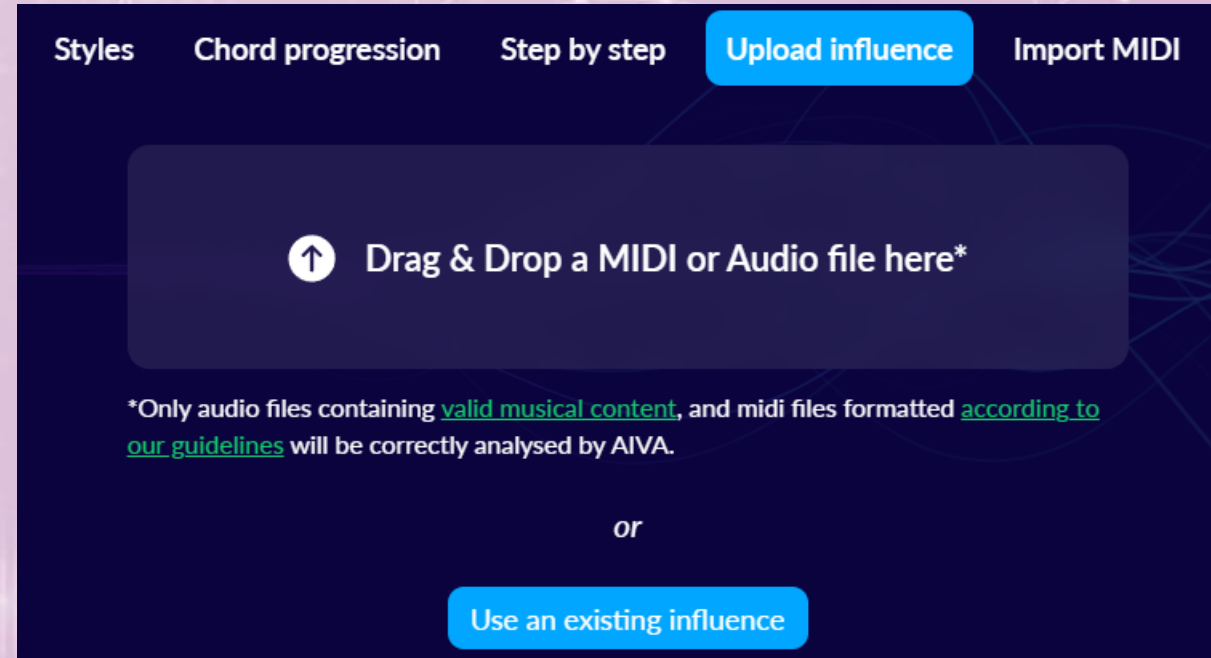 Styles Chord progression Step by step Upload influence Import MIDI
Drag & Drop a MIDI or Audio file here*
*Only audio files containing valid musical content, and midi files formatted according to
our guidelines will be correctly analysed by AIVA.
or
Use an existing influence